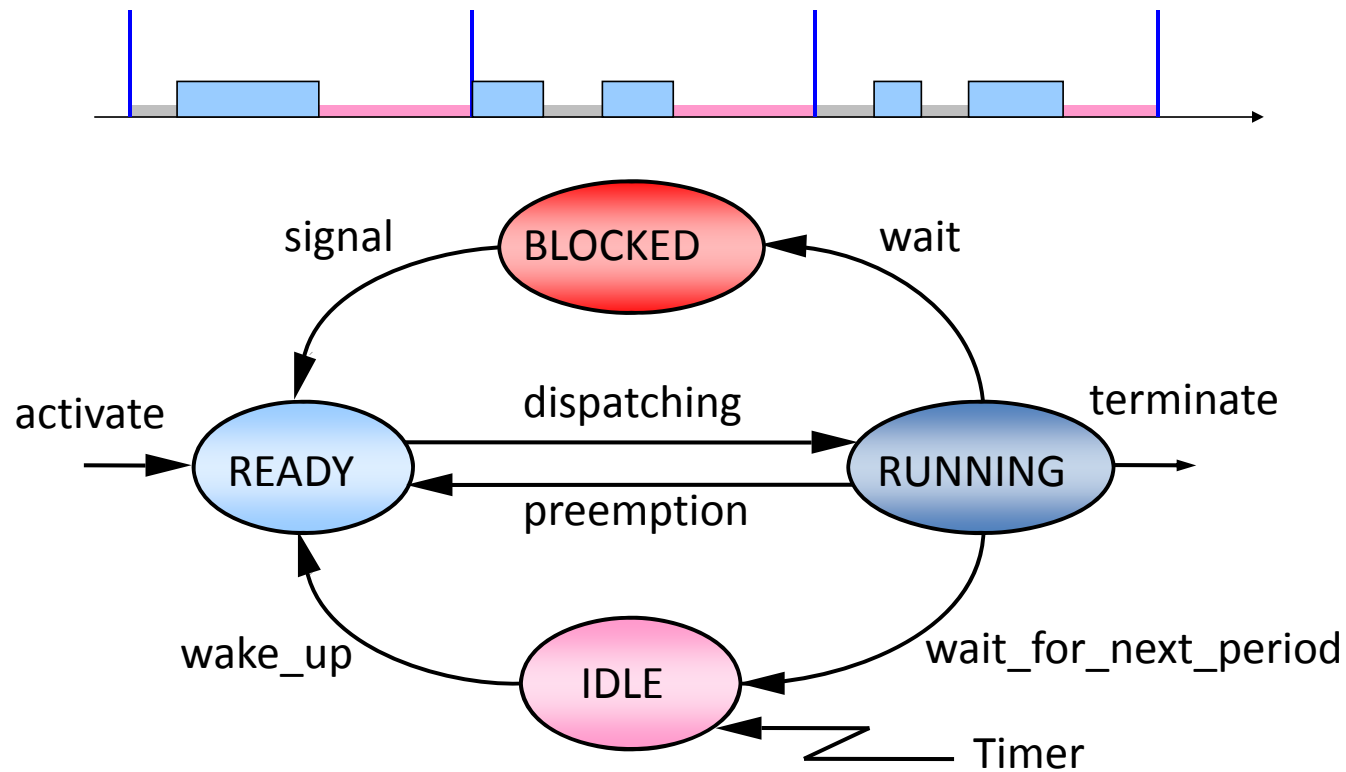 signal
BLOCKED
wait
activate
dispatching
terminate
READY
RUNNING
preemption
wake_up
IDLE
wait_for_next_period
Timer